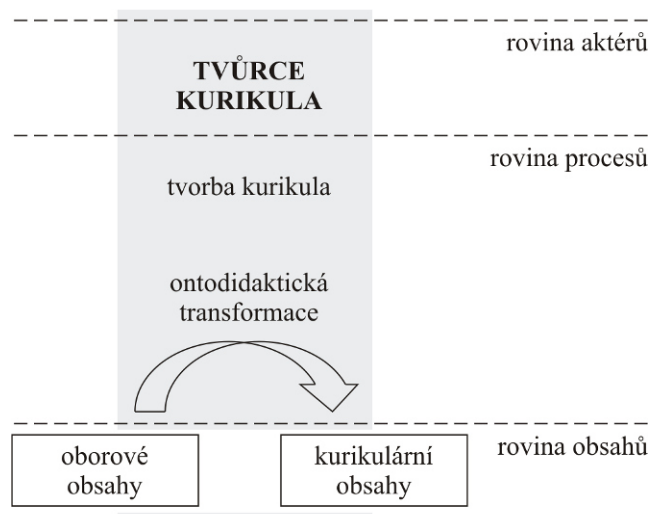 rovina aktérů
TVŮRCE
KURIKULA
rovina procesů
tvorba kurikula
ontodidaktická
transformace
oborové
obsahy
kurikulární
obsahy
rovina obsahů